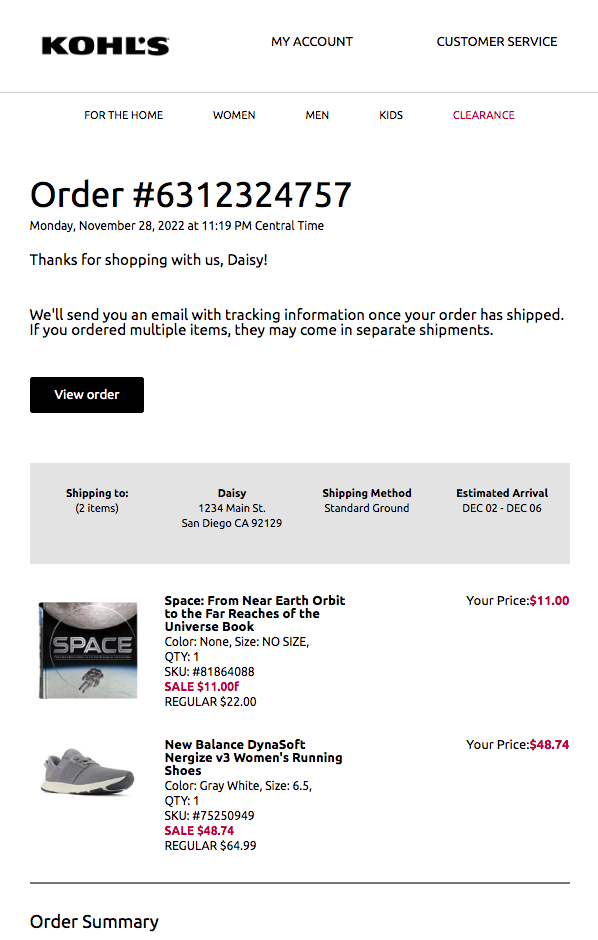 KOHL'S
MY ACCOUNT
CUSTOMER SERVICE
FOR THE HOME
WOMEN
MEN
KIDS
CLEARANCE
Order #6312324757
Monday, November 28, 2022 at 11:19 PM Central Time
Thanks for shopping with us, Daisy!
We'll send you an email with tracking information once your order has shipped.
If you ordered multiple items, they may come in separate shipments.
View order
Shipping to:
(2 items)
Daisy
1234 Main St.
San Diego CA 92129
Shipping Method
Standard Ground
Estimated Arrival
DEC 02 - DEC 06
SPACE
Space: From Near Earth Orbit
to the Far Reaches of the
Universe Book
Color: None, Size: NO SIZE,
QTY: 1
SKU: #81864088
SALE $11.00f
REGULAR $22.00
Your Price:$11.00
New Balance DynaSoft
Nergize v3 Women's Running
Shoes
Color: Gray White, Size: 6.5,
QTY: 1
SKU: #75250949
SALE $48.74
REGULAR $64.99
Your Price:$48.74
Order Summary